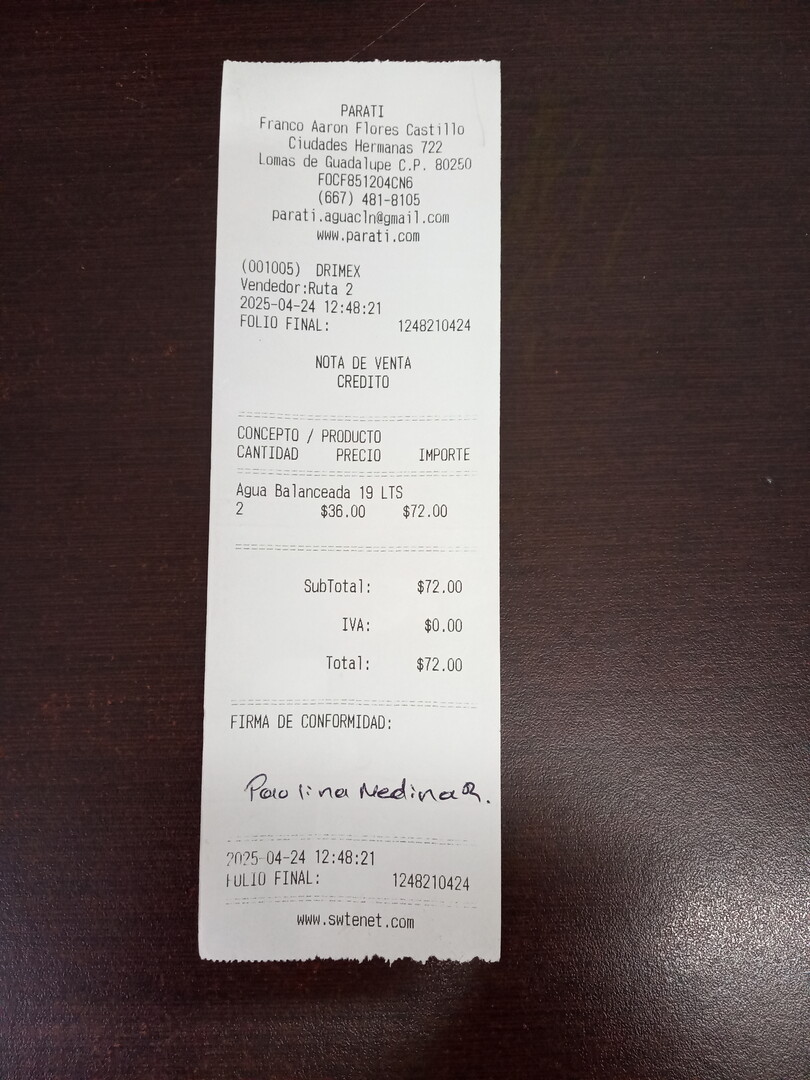 PARATI
Franco Aaron Flores Castillo
Ciudades Hermanas 722
Lomas de Guadalupe C.P. 80250
FOCF851204CN6
(667) 481-8105
parati.aguacln@gmail.com
www.parati.com
(001005) DRIMEX
Vendedor:Ruta 2
2025-04-24 12:48:21
FOLIO FINAL: 1248210424
NOTA DE VENTA
CREDITO
CONCEPTO / PRODUCTO
CANTIDAD PRECIO IMPORTE
Agua Balanceada 19 LTS
2 $36.00 $72.00
SubTotal: $72.00
IVA: $0.00
Total: $72.00
FIRMA DE CONFORMIDAD:
Paulina Medina R.
2025-04-24 12:48:21
FOLIO FINAL: 1248210424
www.swtenet.com